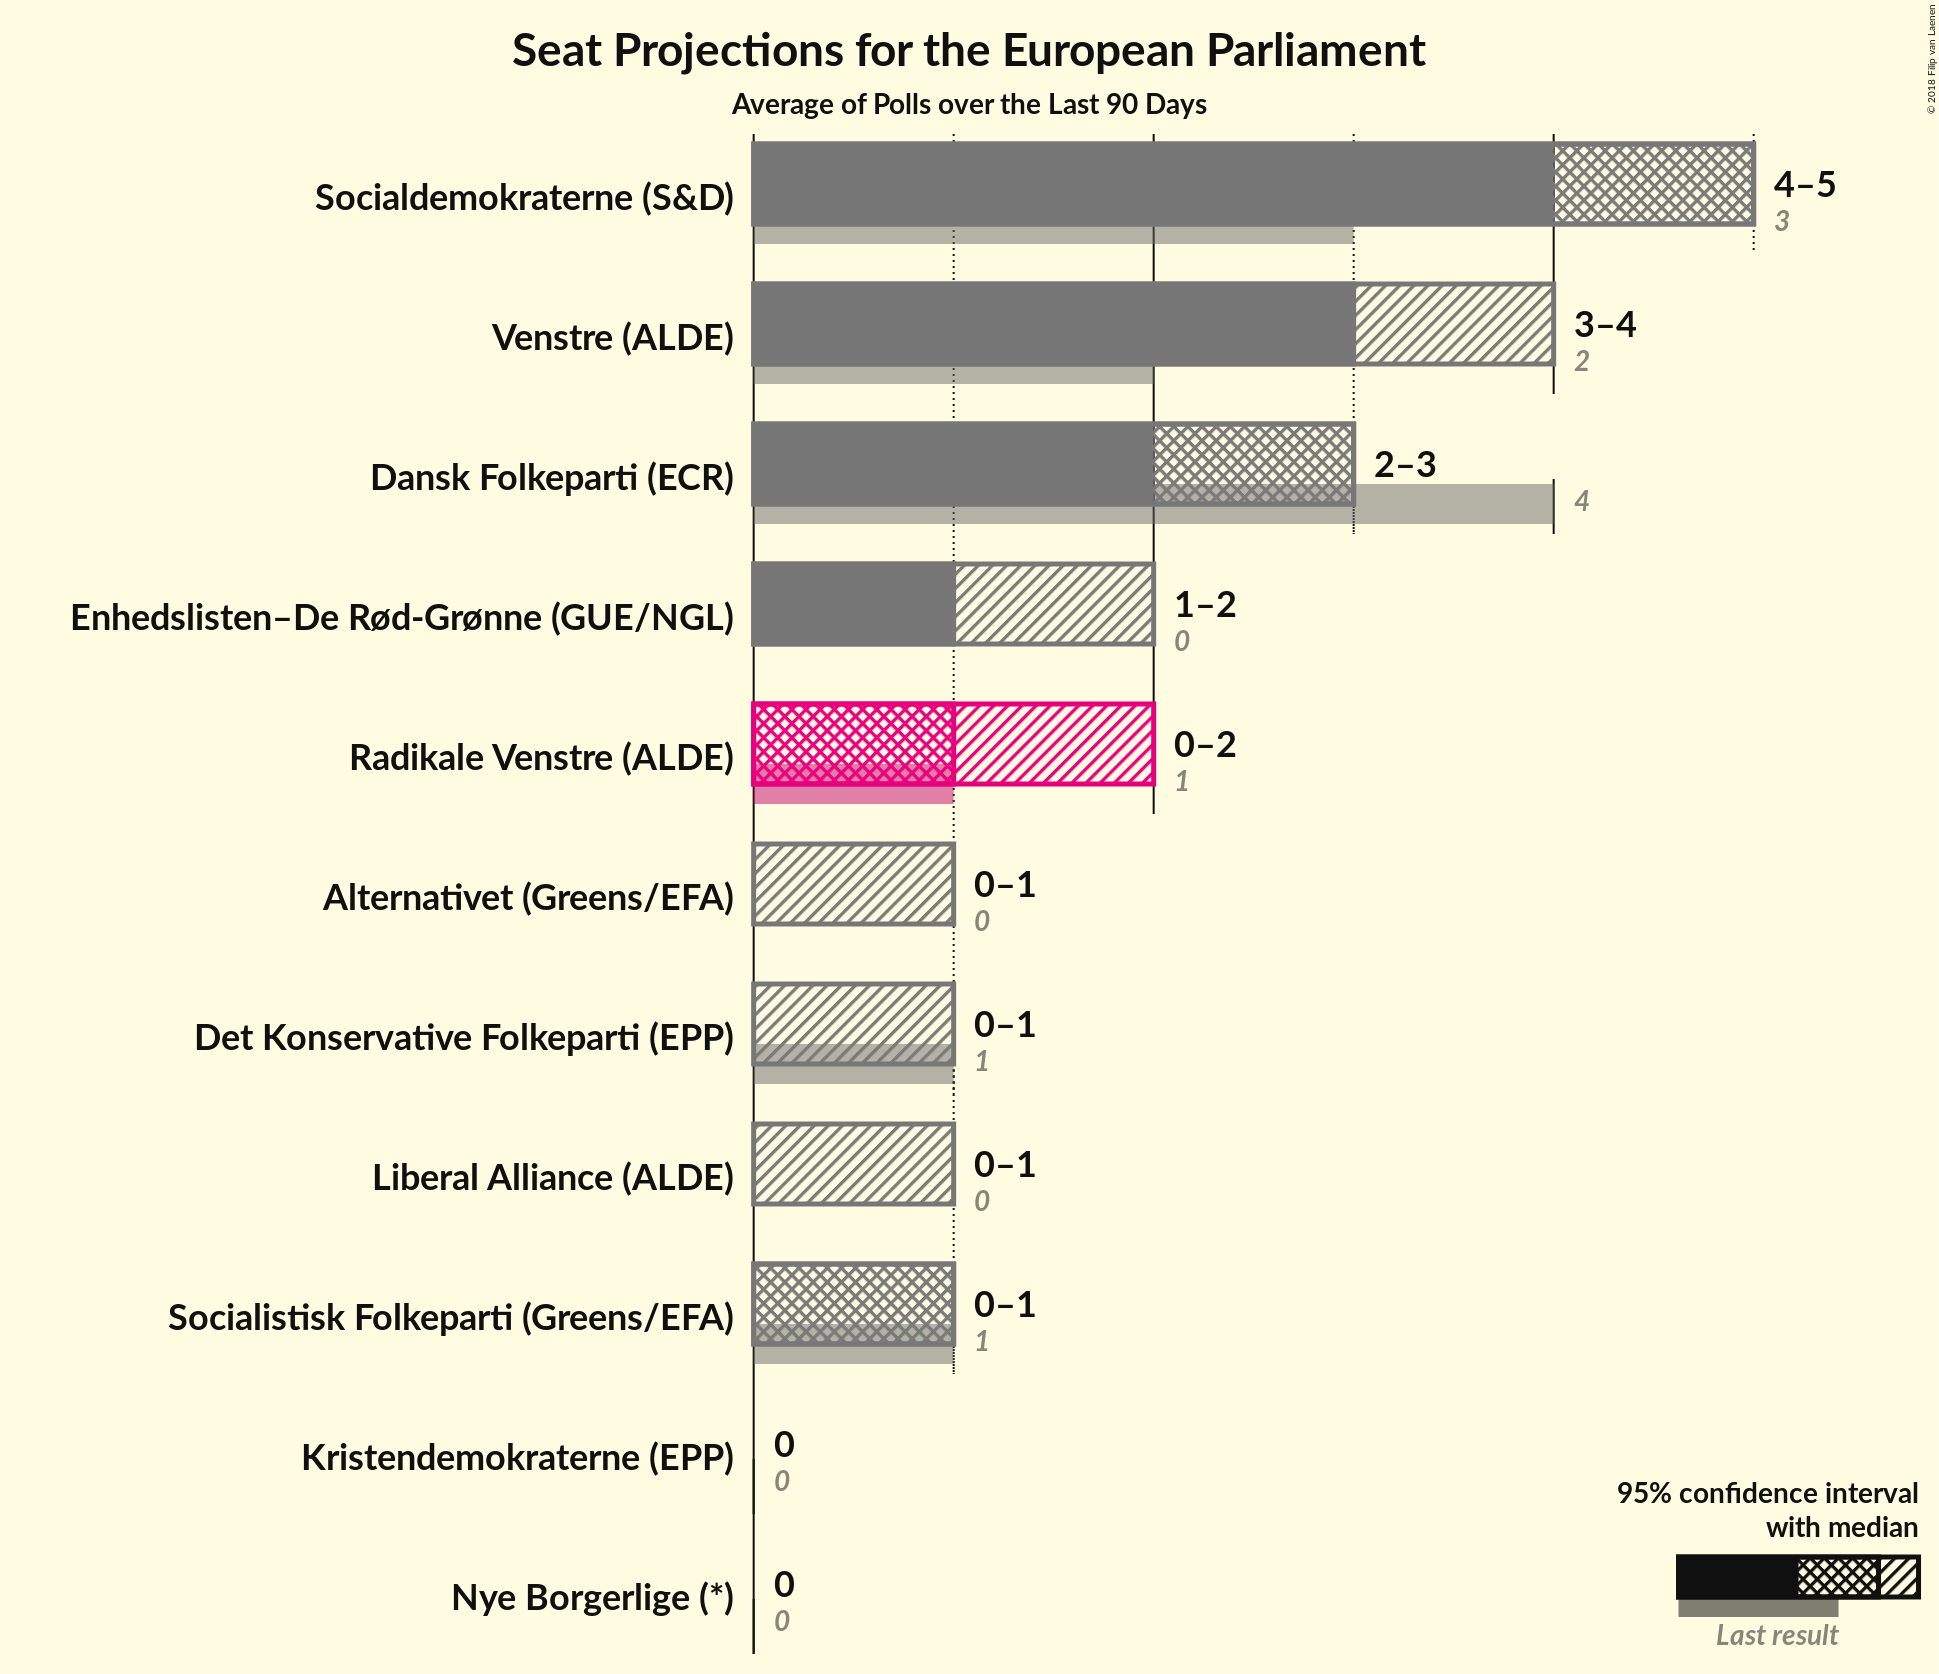 Seat Projections for the European Parliament
Average of Polls over the Last 90 Days
© 2018 Filip van Laenen
Socialdemokraterne (S&D)
4–5
3
Venstre (ALDE)
3–4
2
Dansk Folkeparti (ECR)
2–3
4
Enhedslisten–De Rød-Grønne (GUE/NGL)
1–2
0
Radikale Venstre (ALDE)
0–2
1
Alternativet (Greens/EFA)
0–1
0
Det Konservative Folkeparti (EPP)
0–1
1
Liberal Alliance (ALDE)
0–1
0
Socialistisk Folkeparti (Greens/EFA)
0–1
1
Kristendemokraterne (EPP)
0
0
Nye Borgerlige (*)
0
0
95% confidence interval
with median
Last result